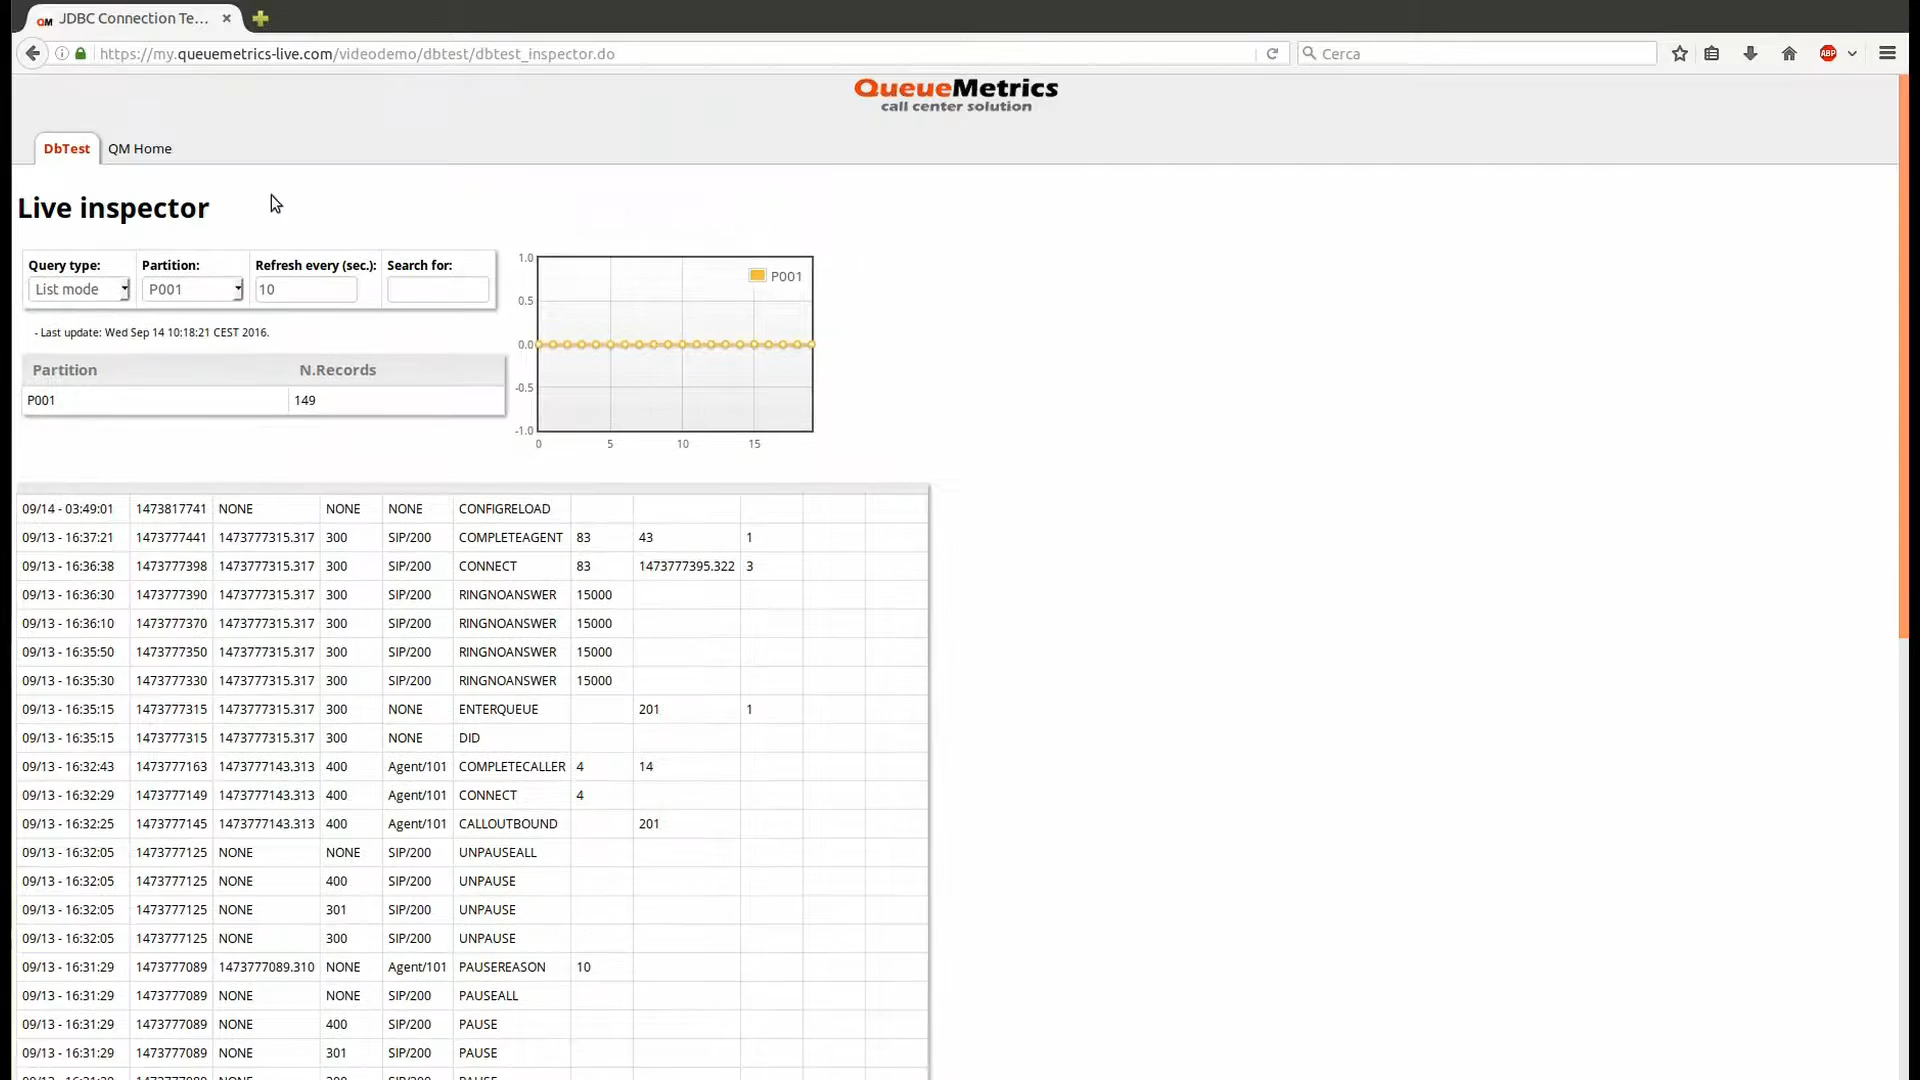 JDBC Connection Te...
https://my.queuemetrics-live.com/videodemo/dbtest/dbtest_inspector.do
Cerca
ABP
QueueMetrics
call center solution
DbTest QM Home
Live inspector
Query type: Partition: Refresh every (sec.): Search for:
List mode P001 10
- Last update: Wed Sep 14 10:18:21 CEST 2016.
Partition N.Records
P001 149
1.0
0.5
0.0
-0.5
-1.0
0 5 10 15
P001
09/14 - 03:49:01 1473817741 NONE NONE NONE CONFIGRELOAD
09/13 - 16:37:21 1473777441 1473777315.317 300 SIP/200 COMPLETEAGENT 83 43 1
09/13 - 16:36:38 1473777398 1473777315.317 300 SIP/200 CONNECT 83 1473777395.322 3
09/13 - 16:36:30 1473777390 1473777315.317 300 SIP/200 RINGNOANSWER 15000
09/13 - 16:36:10 1473777370 1473777315.317 300 SIP/200 RINGNOANSWER 15000
09/13 - 16:35:50 1473777350 1473777315.317 300 SIP/200 RINGNOANSWER 15000
09/13 - 16:35:30 1473777330 1473777315.317 300 SIP/200 RINGNOANSWER 15000
09/13 - 16:35:15 1473777315 1473777315.317 300 NONE ENTERQUEUE 201 1
09/13 - 16:35:15 1473777315 1473777315.317 300 NONE DID
09/13 - 16:32:43 1473777163 1473777143.313 400 Agent/101 COMPLETECALLER 4 14
09/13 - 16:32:29 1473777149 1473777143.313 400 Agent/101 CONNECT 4
09/13 - 16:32:25 1473777145 1473777143.313 400 Agent/101 CALLOUTBOUND 201
09/13 - 16:32:05 1473777125 NONE NONE SIP/200 UNPAUSEALL
09/13 - 16:32:05 1473777125 NONE 400 SIP/200 UNPAUSE
09/13 - 16:32:05 1473777125 NONE 301 SIP/200 UNPAUSE
09/13 - 16:32:05 1473777125 NONE 300 SIP/200 UNPAUSE
09/13 - 16:31:29 1473777089 1473777089.310 NONE Agent/101 PAUSEREASON 10
09/13 - 16:31:29 1473777089 NONE NONE SIP/200 PAUSEALL
09/13 - 16:31:29 1473777089 NONE 400 SIP/200 PAUSE
09/13 - 16:31:29 1473777089 NONE 301 SIP/200 PAUSE